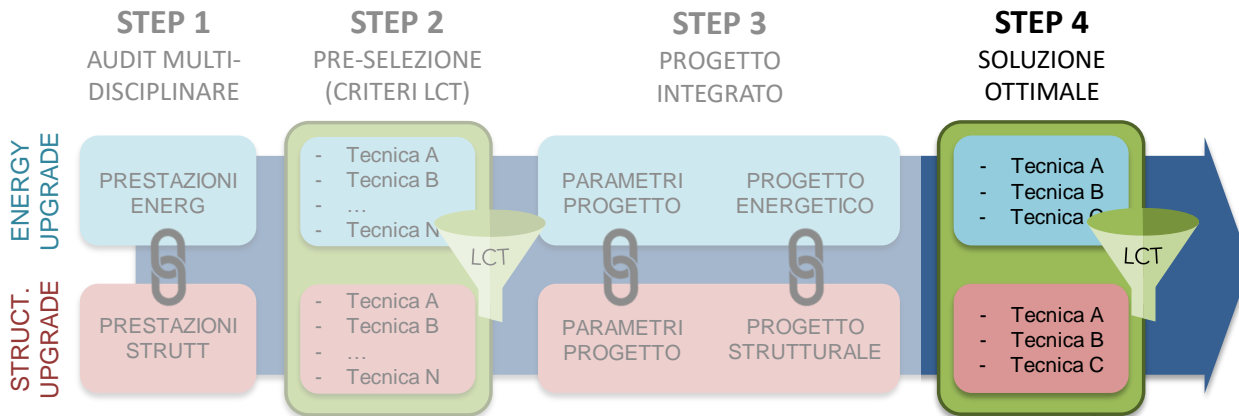 STEP 1
AUDIT MULTI-
DISCIPLINARE
STEP 2
PRE-SELEZIONE
(CRITERI LCT)
STEP 3
PROGETTO
INTEGRATO
STEP 4
SOLUZIONE
OTTIMALE
ENERGY
UPGRADE
PRESTAZIONI
ENERG
- Tecnica A
- Tecnica B
- ...
- Tecnica N
LCT
PARAMETRI
PROGETTO
PROGETTO
ENERGETICO
- Tecnica A
- Tecnica B
- Tecnica C
LCT
STRUCT.
UPGRADE
PRESTAZIONI
STRUTT
- Tecnica A
- Tecnica B
- ...
- Tecnica N
PARAMETRI
PROGETTO
PROGETTO
STRUTTURALE
- Tecnica A
- Tecnica B
- Tecnica C